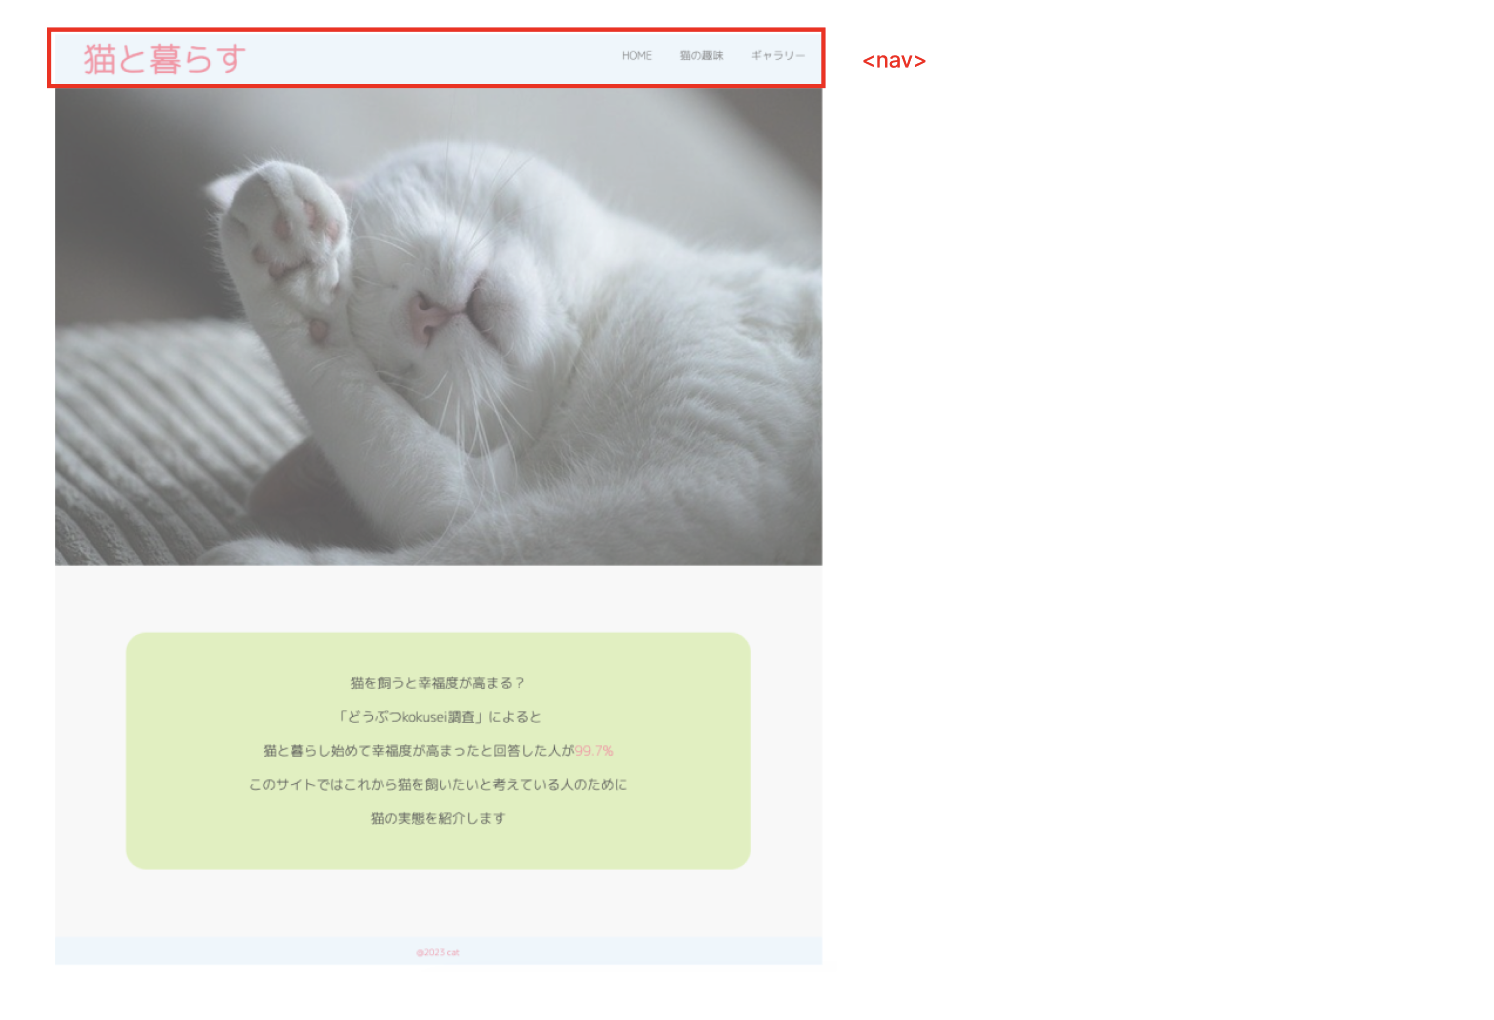 猫と暮らす
HOME 猫の趣味 ギャラリー
<nav>
猫を飼うと幸福度が高まる？
「どうぶつkokusei調査」によると
猫と暮らし始めて幸福度が高まったと回答した人が99.7%
このサイトではこれから猫を飼いたいと考えている人のために
猫の実態を紹介します
@2023 cat